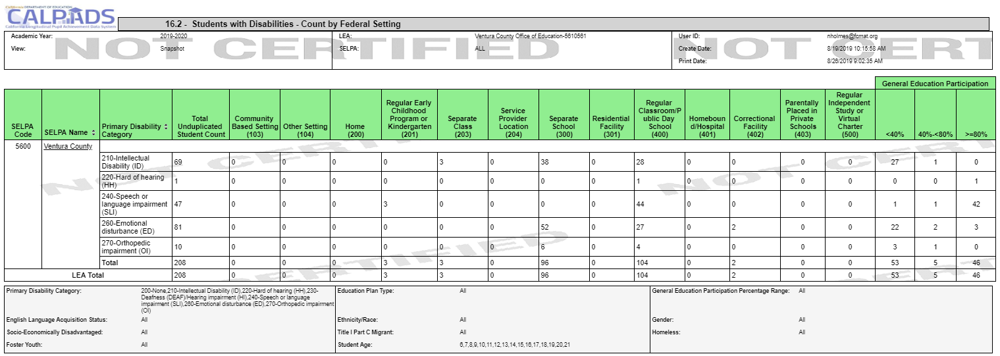 California DEPARTMENT OF EDUCATION
CALPADS
California Longitudinal Pupil Achievement Data System
16.2 - Students with Disabilities - Count by Federal Setting
Academic Year: 2019-2020 LEA: Ventura County Office of Education-5610561 User ID: nholmes@fcmat.org
View: Snapshot SELPA: ALL Create Date: 8/19/2019 10:15:58 AM
Print Date: 8/26/2019 9:02:35 AM
NOT CERTIFIED NOT CERT
General Education Participation
SELPA Code SELPA Name Primary Disability Category Total Unduplicated Student Count Community Based Setting (103) Other Setting (104) Home (200) Regular Early Childhood Program or Kindergarten (201) Separate Class (203) Service Provider Location (204) Separate School (300) Residential Facility (301) Regular Classroom/Public Day School (400) Homebound/Hospital (401) Correctional Facility (402) Parentally Placed in Private Schools (403) Regular Independent Study or Virtual Charter (500) <40% 40%-<80% >=80%
5600 Ventura County
210-Intellectual Disability (ID) 69 0 0 0 0 3 0 38 0 28 0 0 0 0 27 1 0
220-Hard of hearing (HH) 1 0 0 0 0 0 0 0 0 1 0 0 0 0 0 0 1
240-Speech or language impairment (SLI) 47 0 0 0 3 0 0 0 0 44 0 0 0 0 1 1 42
260-Emotional disturbance (ED) 81 0 0 0 0 0 0 52 0 27 0 2 0 0 22 2 3
270-Orthopedic impairment (OI) 10 0 0 0 0 0 0 6 0 4 0 0 0 0 3 1 0
Total 208 0 0 0 3 3 0 96 0 104 0 2 0 0 53 5 46
LEA Total 208 0 0 0 3 3 0 96 0 104 0 2 0 0 53 5 46
NOT CERTIFIED
NOT CERTIFIED
NOT CERT
Primary Disability Category: 200-None,210-Intellectual Disability (ID),220-Hard of hearing (HH),230-
Deafness (DEAF)/Hearing impairment (HI),240-Speech or language
impairment (SLI),260-Emotional disturbance (ED),270-Orthopedic impairment
(OI)
Education Plan Type: All General Education Participation Percentage Range: All
English Language Acquisition Status: All Ethnicity/Race: All Gender: All
Socio-Economically Disadvantaged: All Title I Part C Migrant: All Homeless: All
Foster Youth: All Student Age: 6,7,8,9,10,11,12,13,14,15,16,17,18,19,20,21